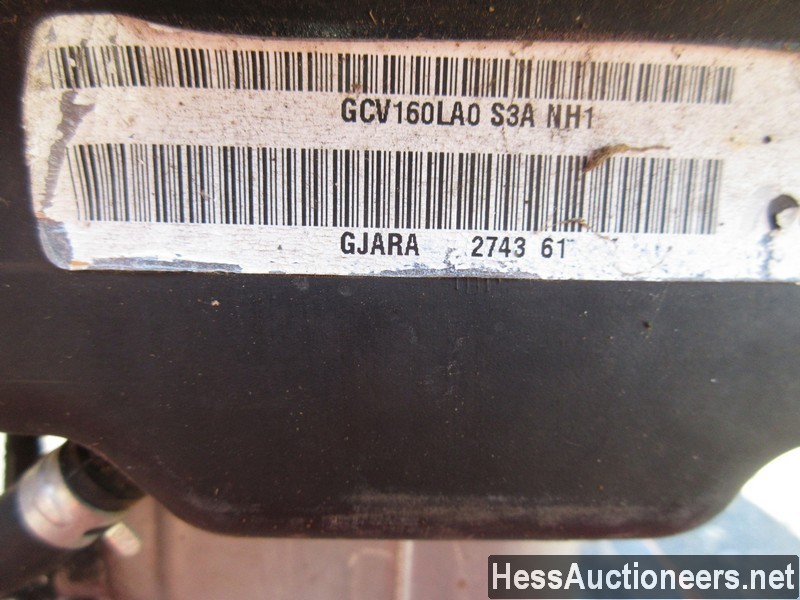 GCV160LA0 S3A NH1
GJARA 2743 61
HessAuctioneers.net